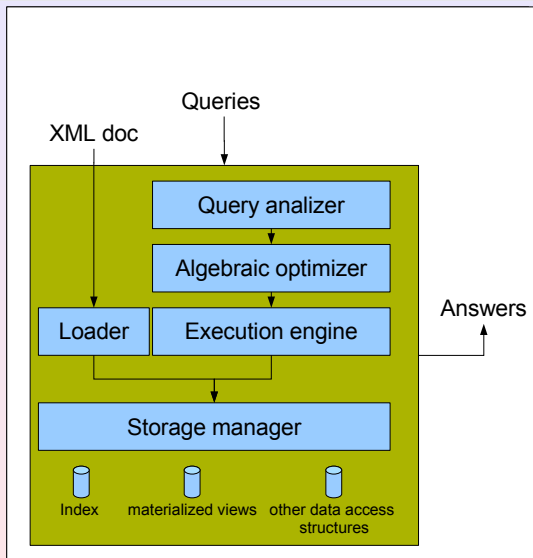 Queries
XML doc
Query analizer
Algebraic optimizer
Loader
Execution engine
Answers
Storage manager
Index
materialized views
other data access
structures